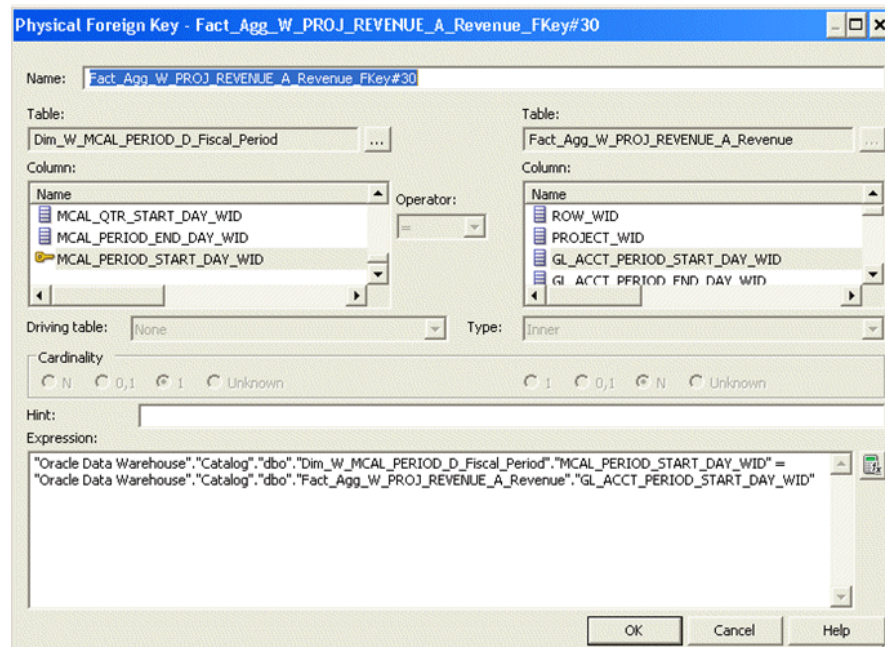 Physical Foreign Key - Fact_Agg_W_PROJ_REVENUE_A_Revenue_FKey#30
Name: Fact_Agg_W_PROJ_REVENUE_A_Revenue_FKey#30
Table: Table:
Dim_W_MCAL_PERIOD_D_Fiscal_Period ... Fact_Agg_W_PROJ_REVENUE_A_Revenue ...
Column: Column:
Name Operator: Name
MCAL_QTR_START_DAY_WID ROW_WID
MCAL_PERIOD_END_DAY_WID = PROJECT_WID
MCAL_PERIOD_START_DAY_WID GL_ACCT_PERIOD_START_DAY_WID
GL_ACCT_PERIOD_END_DAY_WID
Driving table: None Type: Inner
Cardinality
N 0,1 1 Unknown 1 0,1 N Unknown
Hint:
Expression:
"Oracle Data Warehouse"."Catalog"."dbo"."Dim_W_MCAL_PERIOD_D_Fiscal_Period"."MCAL_PERIOD_START_DAY_WID" =
"Oracle Data Warehouse"."Catalog"."dbo"."Fact_Agg_W_PROJ_REVENUE_A_Revenue"."GL_ACCT_PERIOD_START_DAY_WID"
OK Cancel Help